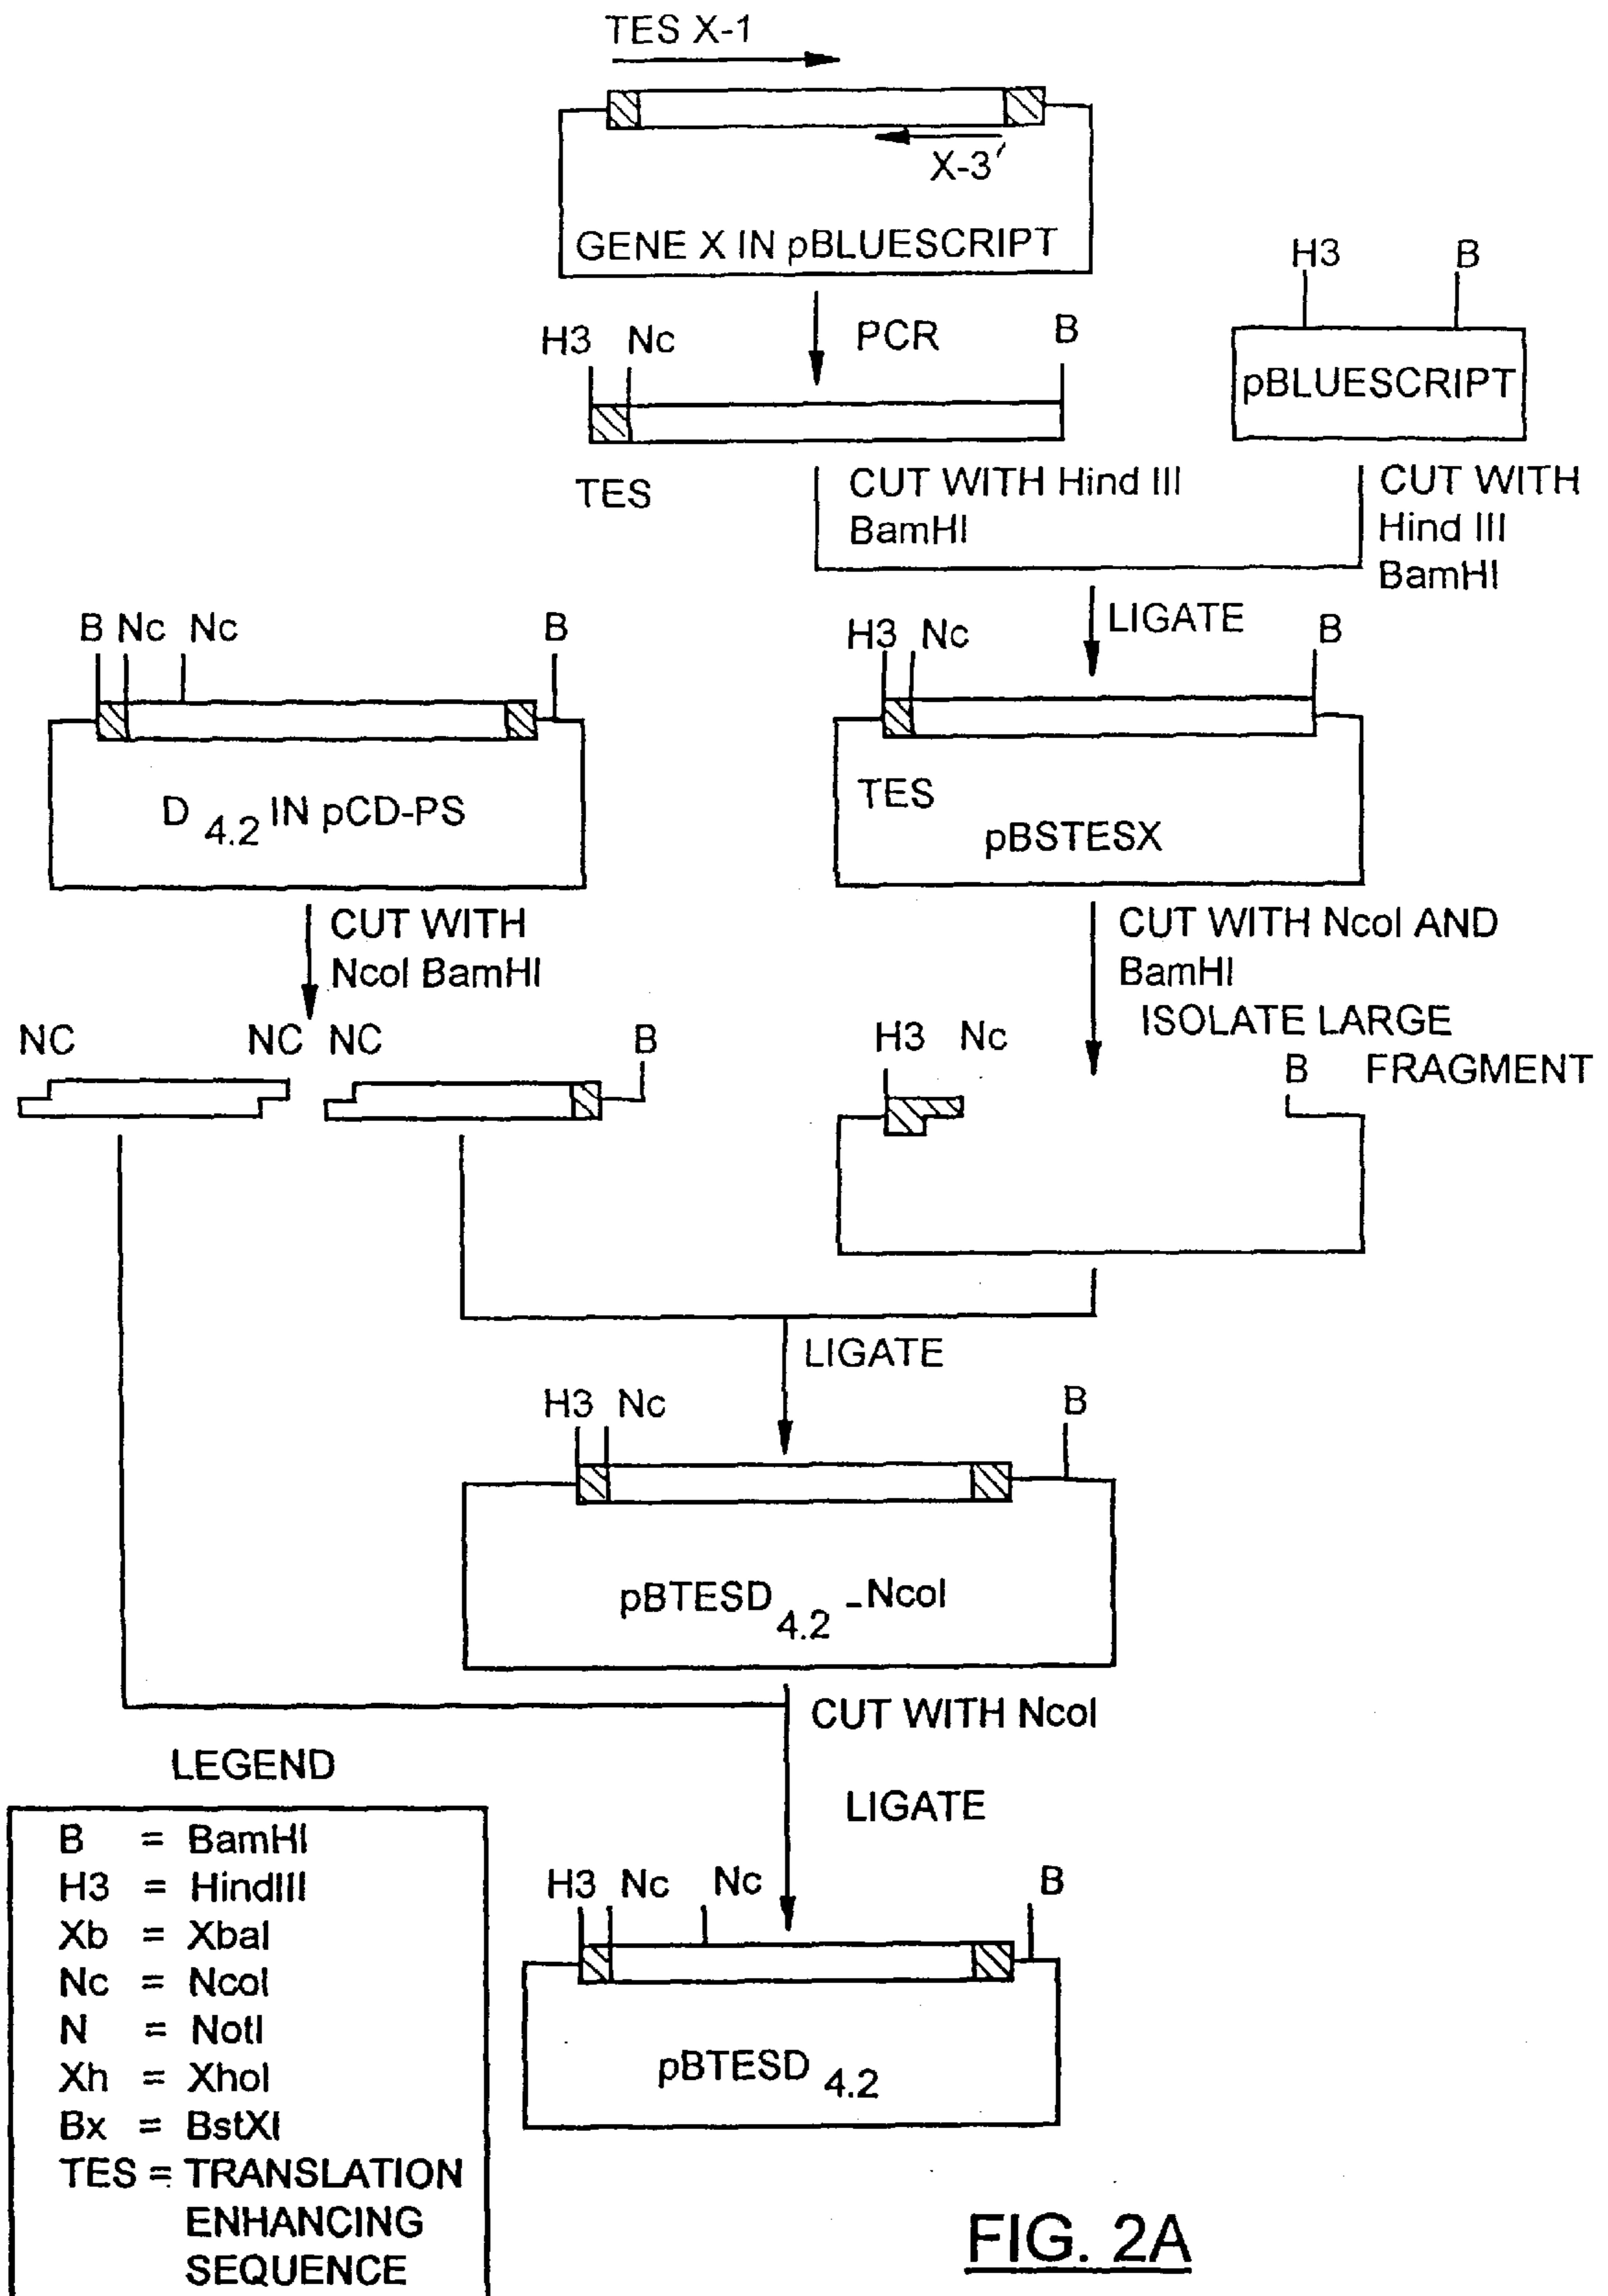 TES X-1
X-3′
GENE X IN pBLUESCRIPT
H3 B
pBLUESCRIPT
PCR
H3 Nc B
TES
CUT WITH Hind III
BamHI
CUT WITH
Hind III
BamHI
LIGATE
B Nc Nc B
D 4.2 IN pCD-PS
H3 Nc B
TES
pBSTESX
CUT WITH
NcoI BamHI
CUT WITH NcoI AND
BamHI
ISOLATE LARGE
FRAGMENT
NC NC NC B
H3 Nc B
LIGATE
H3 Nc B
pBTESD 4.2 -NcoI
CUT WITH NcoI
LIGATE
H3 Nc Nc B
pBTESD 4.2
LEGEND
B = BamHI
H3 = HindIII
Xb = XbaI
Nc = NcoI
N = NotI
Xh = XhoI
Bx = BstXI
TES = TRANSLATION
ENHANCING
SEQUENCE
FIG. 2A